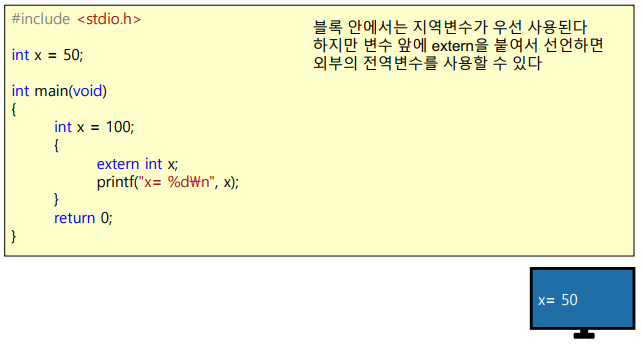 #include <stdio.h>
블록 안에서는 지역변수가 우선 사용된다
하지만 변수 앞에 extern을 붙여서 선언하면
외부의 전역변수를 사용할 수 있다
int x = 50;
int main(void)
{
int x = 100;
{
extern int x;
printf("x= %d₩n", x);
}
return 0;
}
x= 50